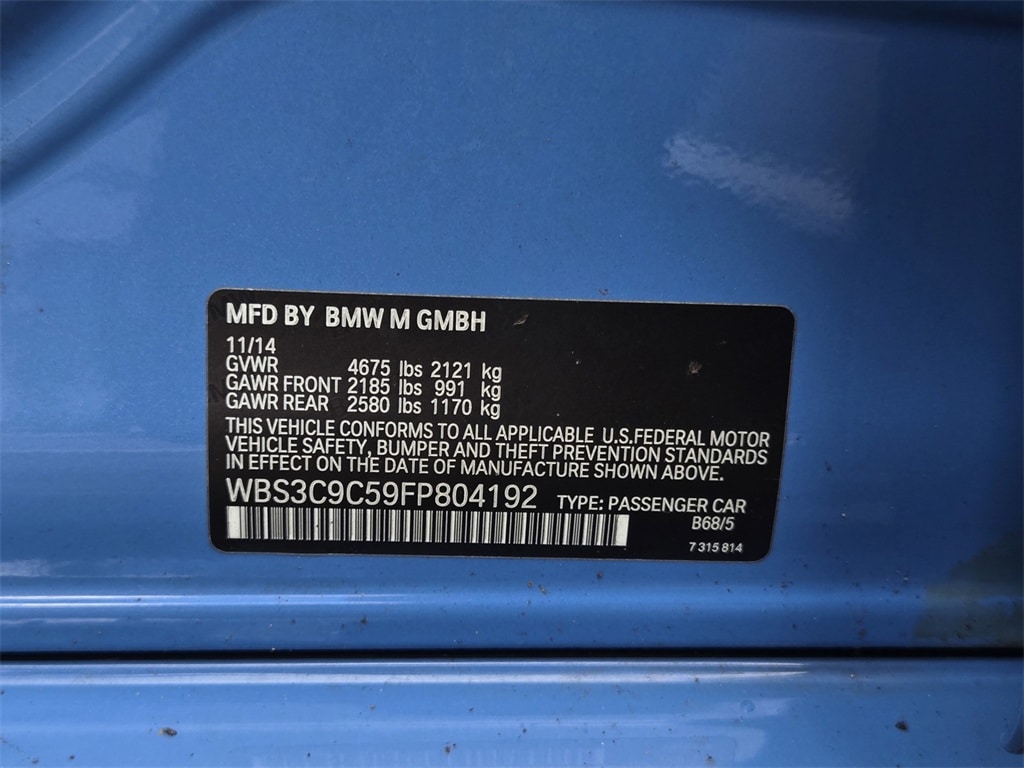 MFD BY BMW M GMBH
11/14
GVWR 4675 lbs 2121 kg
GAWR FRONT 2185 lbs 991 kg
GAWR REAR 2580 lbs 1170 kg
THIS VEHICLE CONFORMS TO ALL APPLICABLE U.S.FEDERAL MOTOR
VEHICLE SAFETY, BUMPER AND THEFT PREVENTION STANDARDS
IN EFFECT ON THE DATE OF MANUFACTURE SHOWN ABOVE.
WBS3C9C59FP804192 TYPE: PASSENGER CAR
B68/5
7 315 814